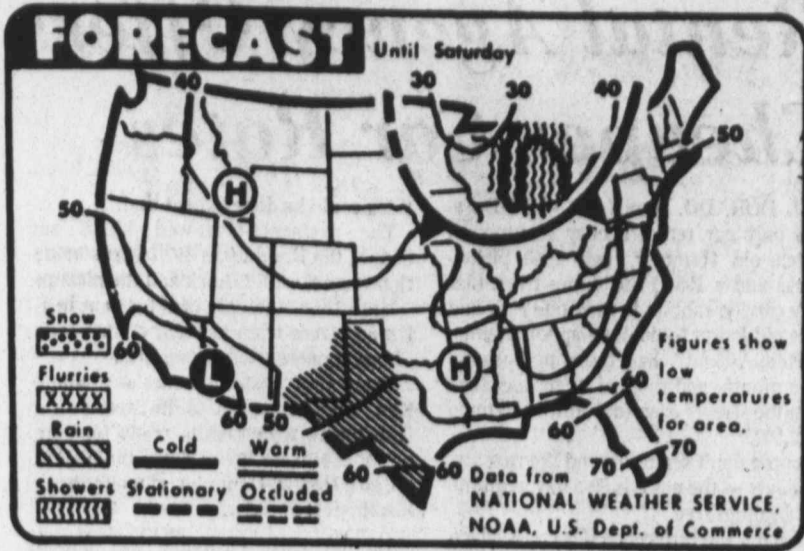 FORECAST
Until Saturday
40
30
30
40
50
H
50
Snow
60
L
60
50
H
Flurries
Rain
Showers
Cold
Warm
Stationary
Occluded
Figures show
low
temperatures
for area.
60
60
70
70
60
60
Data from
NATIONAL WEATHER SERVICE,
NOAA, U.S. Dept. of Commerce